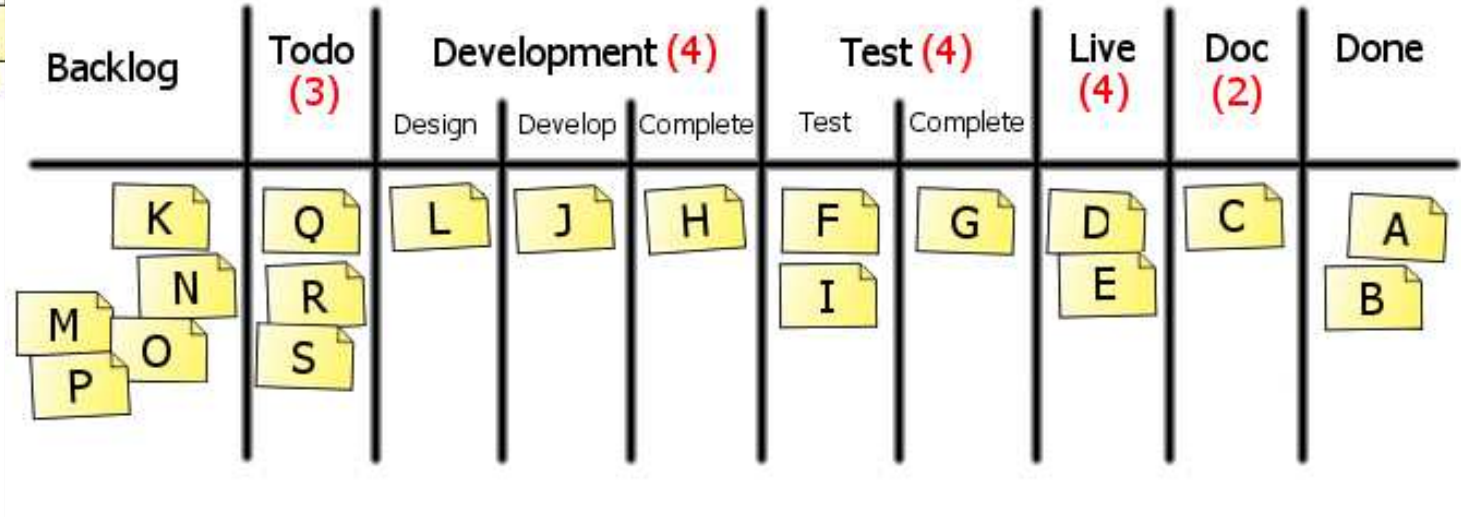 Backlog
Todo
(3)
Development (4)
Test (4)
Live
(4)
Doc
(2)
Done
Design
Develop
Complete
Test
Complete
K
N
M
O
P
Q
R
S
L
J
H
F
I
G
D
E
C
A
B